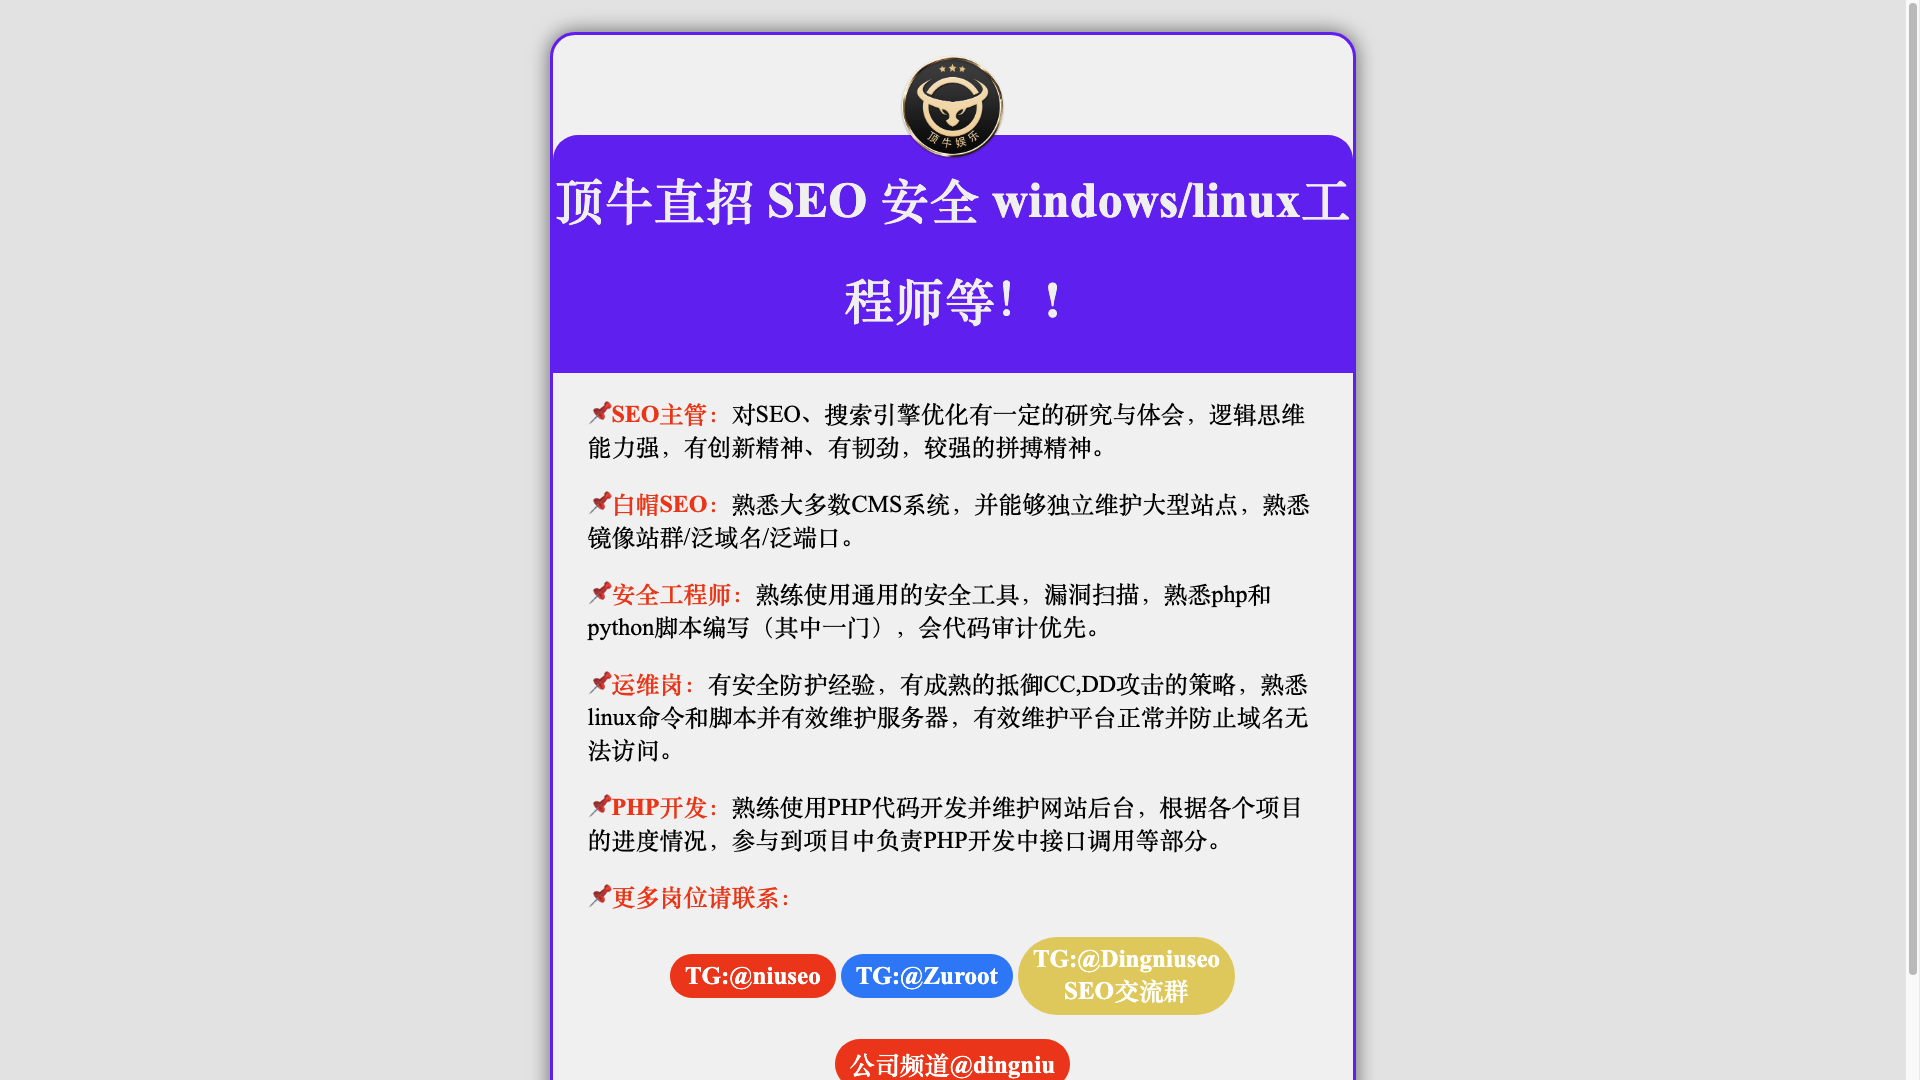 顶牛娱乐
顶牛直招 SEO 安全 windows/linux工
程师等！！
📌SEO主管：对SEO、搜索引擎优化有一定的研究与体会，逻辑思维
能力强，有创新精神、有韧劲，较强的拼搏精神。
📌白帽SEO：熟悉大多数CMS系统，并能够独立维护大型站点，熟悉
镜像站群/泛域名/泛端口。
📌安全工程师：熟练使用通用的安全工具，漏洞扫描，熟悉php和
python脚本编写（其中一门），会代码审计优先。
📌运维岗：有安全防护经验，有成熟的抵御CC,DD攻击的策略，熟悉
linux命令和脚本并有效维护服务器，有效维护平台正常并防止域名无
法访问。
📌PHP开发：熟练使用PHP代码开发并维护网站后台，根据各个项目
的进度情况，参与到项目中负责PHP开发中接口调用等部分。
📌更多岗位请联系：
TG:@niuseo
TG:@Zuroot
TG:@Dingniuseo
SEO交流群
公司频道@dingniu